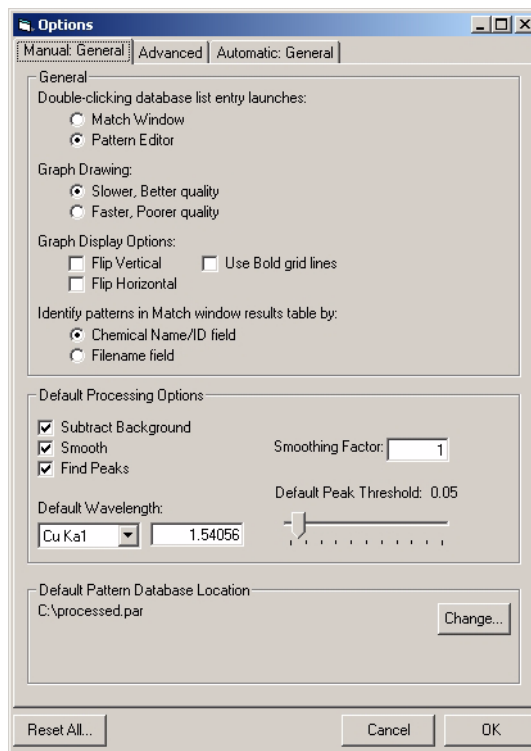 Options
Manual: General Advanced Automatic: General
General
Double-clicking database list entry launches:
Match Window
Pattern Editor
Graph Drawing:
Slower, Better quality
Faster, Poorer quality
Graph Display Options:
Flip Vertical Use Bold grid lines
Flip Horizontal
Identify patterns in Match window results table by:
Chemical Name/ID field
Filename field
Default Processing Options
Subtract Background
Smooth Smoothing Factor: 1
Find Peaks
Default Peak Threshold: 0.05
Default Wavelength:
Cu Ka1 1.54056
Default Pattern Database Location
C:\processed.par
Change...
Reset All... Cancel OK